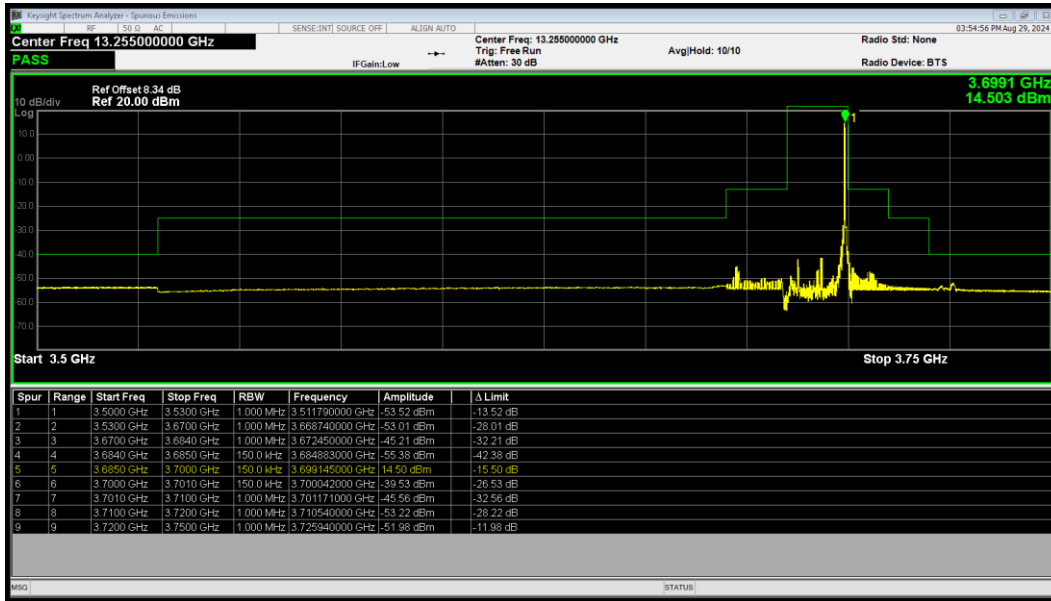 Keysight Spectrum Analyzer - Spurious Emissions
LXI RF 50 Ω AC SENSE:INT SOURCE OFF ALIGN AUTO 03:54:56 PM Aug 29, 2024
Center Freq 13.255000000 GHz Center Freq: 13.255000000 GHz Radio Std: None
Trig: Free Run Avg|Hold: 10/10
PASS IFGain:Low #Atten: 30 dB Radio Device: BTS
3.6991 GHz
14.503 dBm
Ref Offset 8.34 dB
10 dB/div Ref 20.00 dBm
Log
10.0
0.00
-10.0
-20.0
-30.0
-40.0
-50.0
-60.0
-70.0
1
Start 3.5 GHz Stop 3.75 GHz
Spur Range Start Freq Stop Freq RBW Frequency Amplitude Δ Limit
1 1 3.5000 GHz 3.5300 GHz 1.000 MHz 3.511790000 GHz -53.52 dBm -13.52 dB
2 2 3.5300 GHz 3.6700 GHz 1.000 MHz 3.668740000 GHz -53.01 dBm -28.01 dB
3 3 3.6700 GHz 3.6840 GHz 1.000 MHz 3.672450000 GHz -45.21 dBm -32.21 dB
4 4 3.6840 GHz 3.6850 GHz 150.0 kHz 3.684883000 GHz -55.38 dBm -42.38 dB
5 5 3.6850 GHz 3.7000 GHz 150.0 kHz 3.699145000 GHz 14.50 dBm -15.50 dB
6 6 3.7000 GHz 3.7010 GHz 150.0 kHz 3.700042000 GHz -39.53 dBm -26.53 dB
7 7 3.7010 GHz 3.7100 GHz 1.000 MHz 3.701171000 GHz -45.56 dBm -32.56 dB
8 8 3.7100 GHz 3.7200 GHz 1.000 MHz 3.710540000 GHz -53.22 dBm -28.22 dB
9 9 3.7200 GHz 3.7500 GHz 1.000 MHz 3.725940000 GHz -51.98 dBm -11.98 dB
MSG STATUS